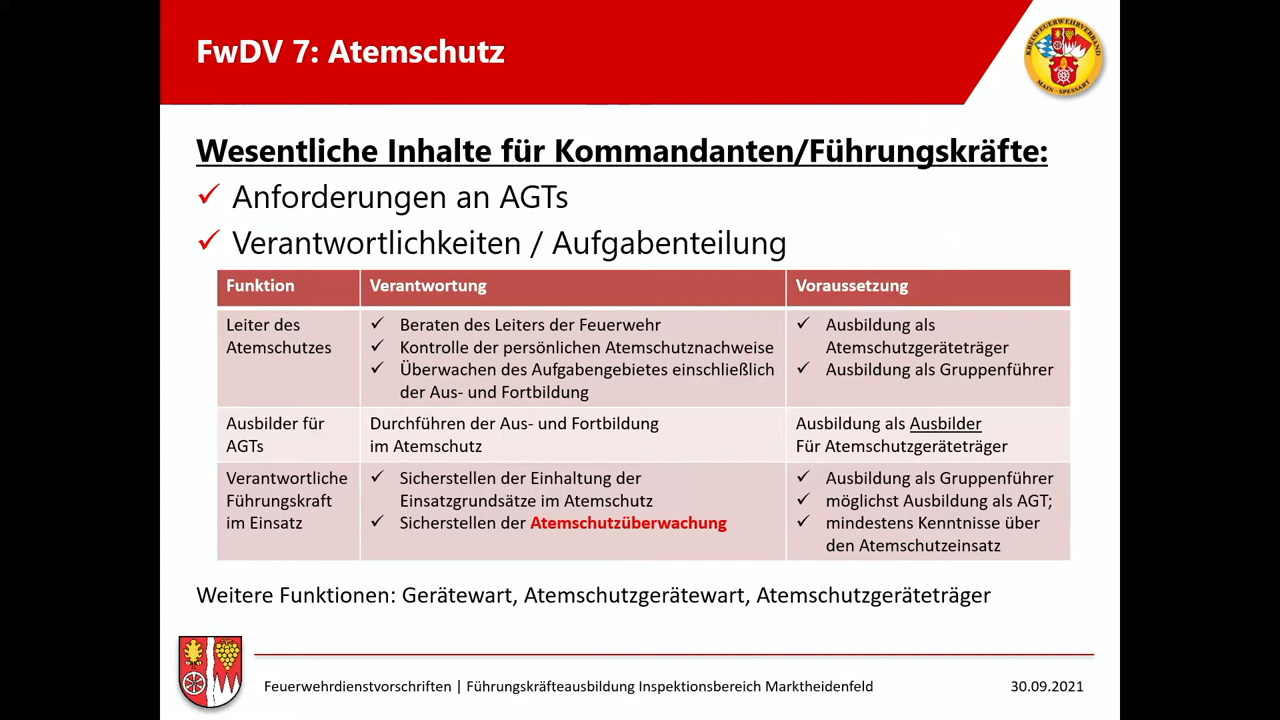 FwDV 7: Atemschutz
KREISFEUERWEHRVERBAND
MAIN-SPESSART
Wesentliche Inhalte für Kommandanten/Führungskräfte:
✓ Anforderungen an AGTs
✓ Verantwortlichkeiten / Aufgabenteilung
Funktion
Verantwortung
Voraussetzung
Leiter des
Atemschutzes
✓ Beraten des Leiters der Feuerwehr
✓ Kontrolle der persönlichen Atemschutznachweise
✓ Überwachen des Aufgabengebietes einschließlich
der Aus- und Fortbildung
✓ Ausbildung als
Atemschutzgeräteträger
✓ Ausbildung als Gruppenführer
Ausbilder für
AGTs
Durchführen der Aus- und Fortbildung
im Atemschutz
Ausbildung als Ausbilder
Für Atemschutzgeräteträger
Verantwortliche
Führungskraft
im Einsatz
✓ Sicherstellen der Einhaltung der
Einsatzgrundsätze im Atemschutz
✓ Sicherstellen der Atemschutzüberwachung
✓ Ausbildung als Gruppenführer
✓ möglichst Ausbildung als AGT;
✓ mindestens Kenntnisse über
den Atemschutzeinsatz
Weitere Funktionen: Gerätewart, Atemschutzgerätewart, Atemschutzgeräteträger
Feuerwehrdienstvorschriften | Führungskräfteausbildung Inspektionsbereich Marktheidenfeld
30.09.2021